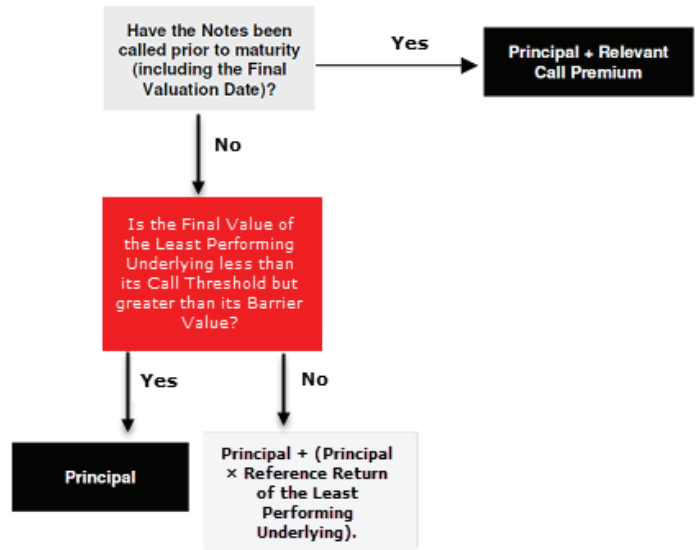 Have the Notes been
called prior to maturity
(including the Final
Valuation Date)?
Yes
Principal + Relevant
Call Premium
No
Is the Final Value of
the Least Performing
Underlying less than
its Call Threshold but
greater than its Barrier
Value?
Yes
No
Principal
Principal + (Principal
× Reference Return
of the Least
Performing
Underlying).